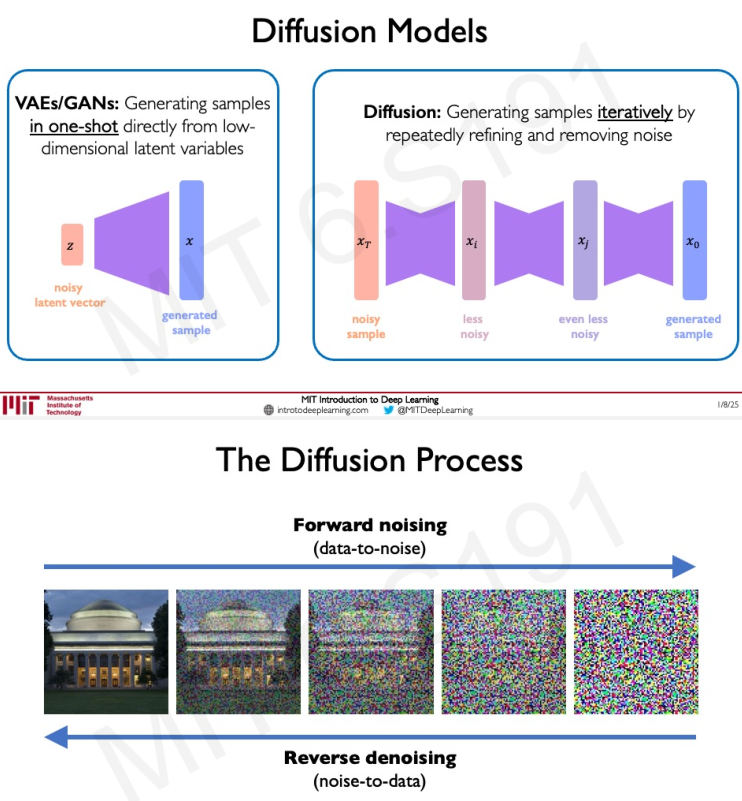 Diffusion Models
VAEs/GANs: Generating samples
in one-shot directly from low-
dimensional latent variables
z
x
noisy
latent vector
generated
sample
Diffusion: Generating samples iteratively by
repeatedly refining and removing noise
x_T
x_i
x_j
x_0
noisy
sample
less
noisy
even less
noisy
generated
sample
MIT 6.S191
Massachusetts
Institute of
Technology
MIT Introduction to Deep Learning
introtodeeplearning.com @MITDeepLearning
1/8/25
The Diffusion Process
Forward noising
(data-to-noise)
Reverse denoising
(noise-to-data)
MIT 6.S191